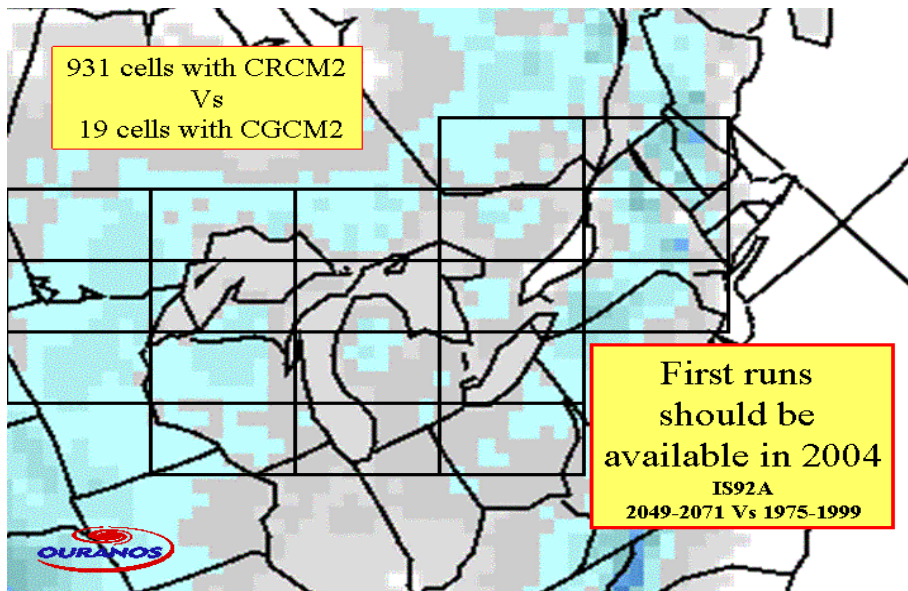 931 cells with CRCM2
Vs
19 cells with CGCM2
First runs
should be
available in 2004
IS92A
2049-2071 Vs 1975-1999
OURANOS